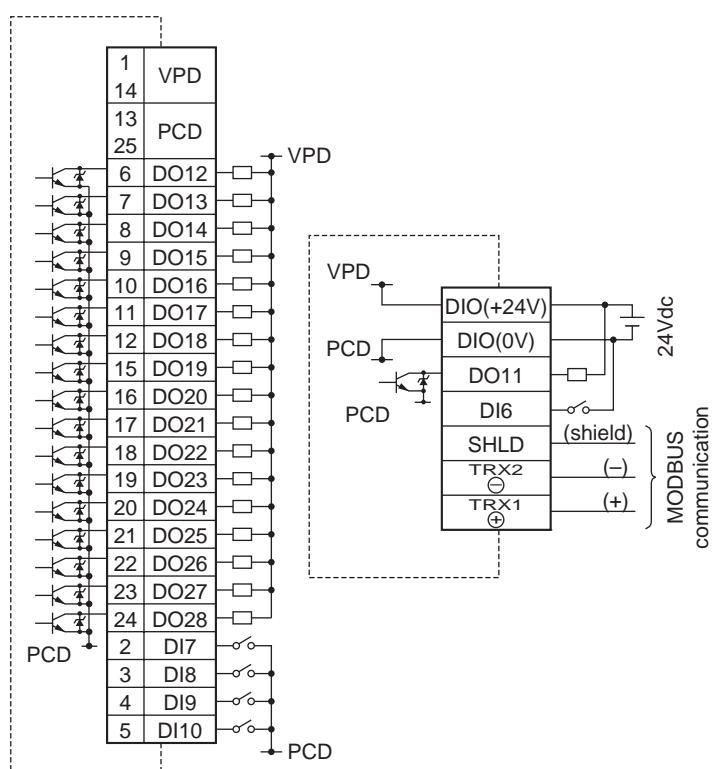 1
14
VPD
13
25
PCD
VPD
6 DO12
7 DO13
8 DO14
9 DO15
10 DO16
11 DO17
12 DO18
15 DO19
16 DO20
17 DO21
18 DO22
19 DO23
20 DO24
21 DO25
22 DO26
23 DO27
24 DO28
PCD
2 DI7
3 DI8
4 DI9
5 DI10
PCD
VPD
DIO(+24V)
PCD
DIO(0V)
24Vdc
DO11
PCD
DI6
SHLD (shield)
TRX2 (–)
⊖
TRX1 (+)
⊕
MODBUS
communication